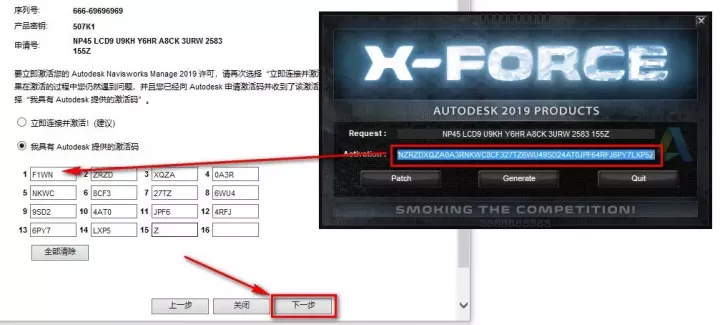 序列号: 666-69696969
产品密钥: 507K1
申请号: NP45 LCD9 U9KH Y6HR A8CK 3URW 2583
155Z
要立即激活您的 Autodesk Navisworks Manage 2019 许可，请再次选择“立即连并激
果在激活的过程中您仍然遇到问题，并且您已经向 Autodesk 申请激活码并收到了该激活
择“我具有 Autodesk 提供的激活码”。
立即连接并激活! (建议)
我具有 Autodesk 提供的激活码
1 F1WN 2 ZRZD 3 XQZA 4 0A3R
5 NKWC 6 8CF3 7 27TZ 8 6WU4
9 9SD2 10 4AT0 11 JPF6 12 4RFJ
13 6PY7 14 LXP5 15 Z 16
全部清除
上一步 关闭 下一步
X-FORCE
AUTODESK 2019 PRODUCTS
Request : NP45 LCD9 U9KH Y6HR A8CK 3URW 2583 155Z
Activation : NZRZDXQZA0A3RNKWC8CF327TZ6WU49SD24AT0JPF64RFJ6PY7LXP5Z
Patch Generate Quit
SMOKING THE COMPETITION!